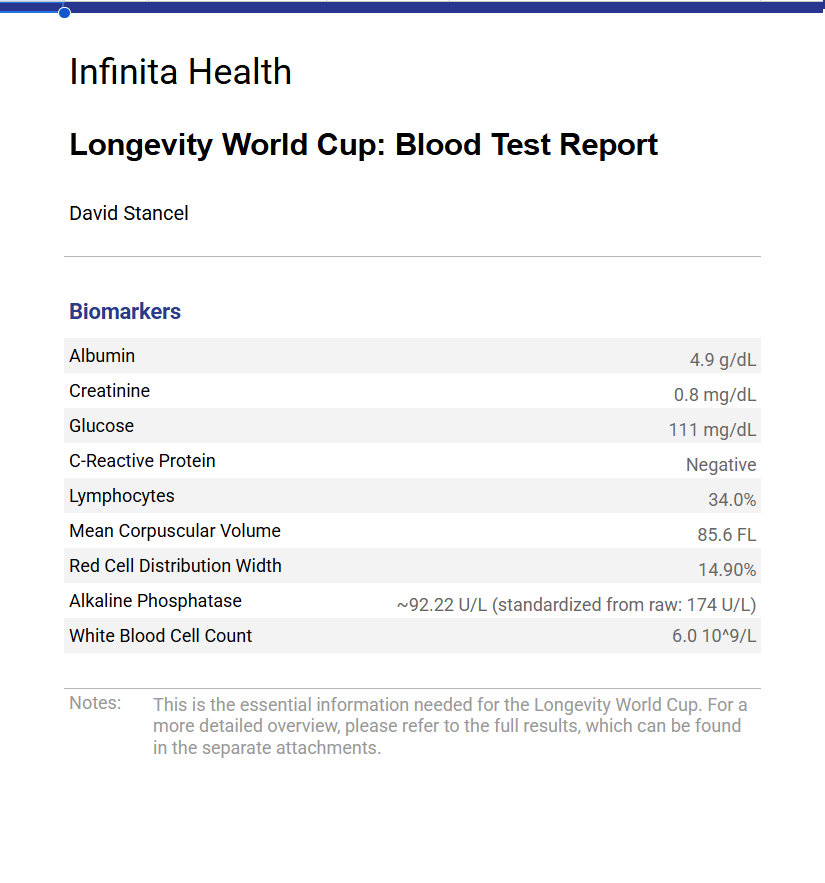 Infinita Health
Longevity World Cup: Blood Test Report
David Stancel
Biomarkers
Albumin 4.9 g/dL
Creatinine 0.8 mg/dL
Glucose 111 mg/dL
C-Reactive Protein Negative
Lymphocytes 34.0%
Mean Corpuscular Volume 85.6 FL
Red Cell Distribution Width 14.90%
Alkaline Phosphatase ~92.22 U/L (standardized from raw: 174 U/L)
White Blood Cell Count 6.0 10^9/L
Notes: This is the essential information needed for the Longevity World Cup. For a
more detailed overview, please refer to the full results, which can be found
in the separate attachments.